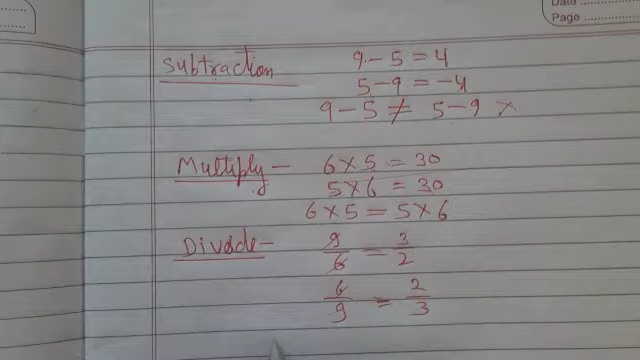 Date
Page
Subtraction 9 - 5 = 4
5 - 9 = -4
9 - 5 ≠ 5 - 9 ×
Multiply - 6 × 5 = 30
5 × 6 = 30
6 × 5 = 5 × 6
Divide - 9/6 = 3/2
6/9 = 2/3